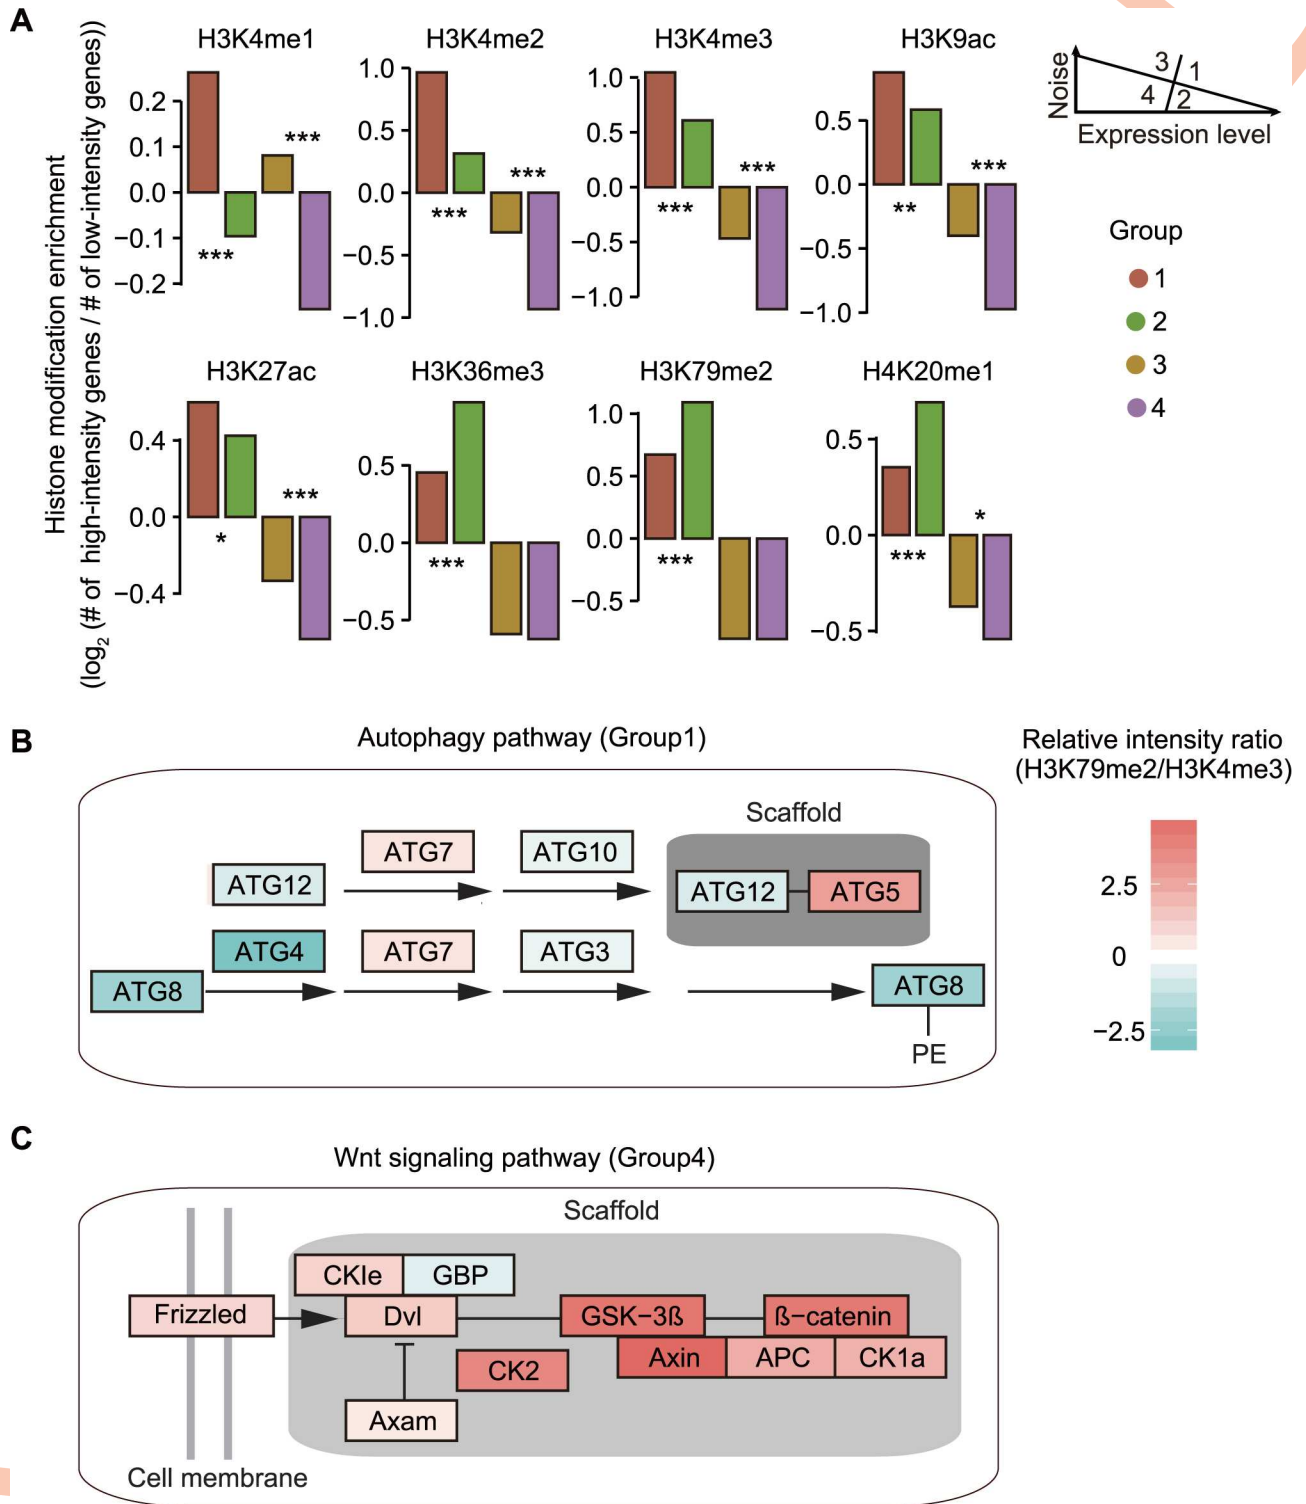 A
Histone modification enrichment
(log2 (# of high-intensity genes / # of low-intensity genes))
H3K4me1
0.2
0.1
0.0
−0.1
−0.2
***
***
H3K4me2
1.0
0.5
0.0
−0.5
−1.0
***
***
H3K4me3
1.0
0.5
0.0
−0.5
−1.0
***
***
H3K9ac
0.5
0.0
−0.5
−1.0
**
***
Noise
3
1
4
2
Expression level
Group
1
2
3
4
H3K27ac
0.4
0.0
−0.4
*
***
H3K36me3
0.5
0.0
−0.5
***
H3K79me2
1.0
0.5
0.0
−0.5
***
H4K20me1
0.5
0.0
−0.5
***
*
B
Autophagy pathway (Group1)
Relative intensity ratio
(H3K79me2/H3K4me3)
2.5
0
−2.5
Scaffold
ATG12
ATG7
ATG10
ATG12
ATG5
ATG8
ATG4
ATG7
ATG3
ATG8
PE
C
Wnt signaling pathway (Group4)
Scaffold
CKIe
GBP
Frizzled
Dvl
GSK−3ß
ß−catenin
Axin
APC
CK1a
CK2
Axam
Cell membrane